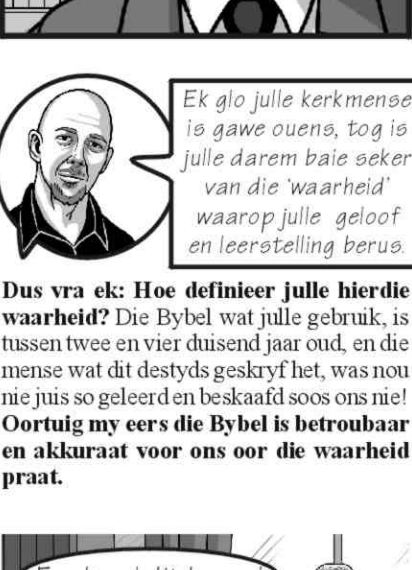 Ek glo julle kerkmense
is gawe ouens, tog is
julle darem baie seker
van die ‘waarheid’
waarop julle geloof
en leerstelling berus.
Dus vra ek: Hoe definieer julle hierdie
waarheid? Die Bybel wat julle gebruik, is
tussen twee en vier duisend jaar oud, en die
mense wat dit destyds geskryf het, was nou
nie juis so geleerd en beskaafd soos ons nie!
Oortuig my eers die Bybel is betroubaar
en akkuraat voor ons oor die waarheid
praat.